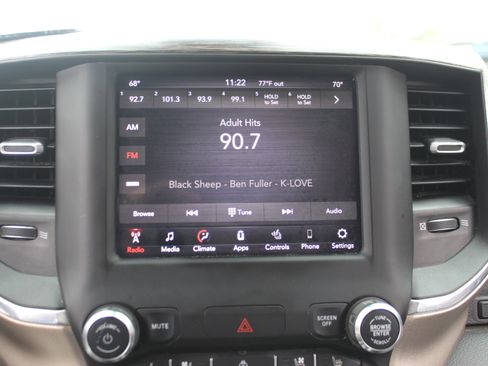 68° 11:22 77°F out 70°
1 92.7 2 101.3 3 93.9 4 99.1 5 HOLD to Set 6 HOLD to Set
AM
Adult Hits
FM
90.7
Black Sheep - Ben Fuller - K-LOVE
Browse Tune Audio
Radio Media Climate Apps Controls Phone Settings
MUTE
SCREEN OFF
TUNE
BROWSE
ENTER
SCROLL